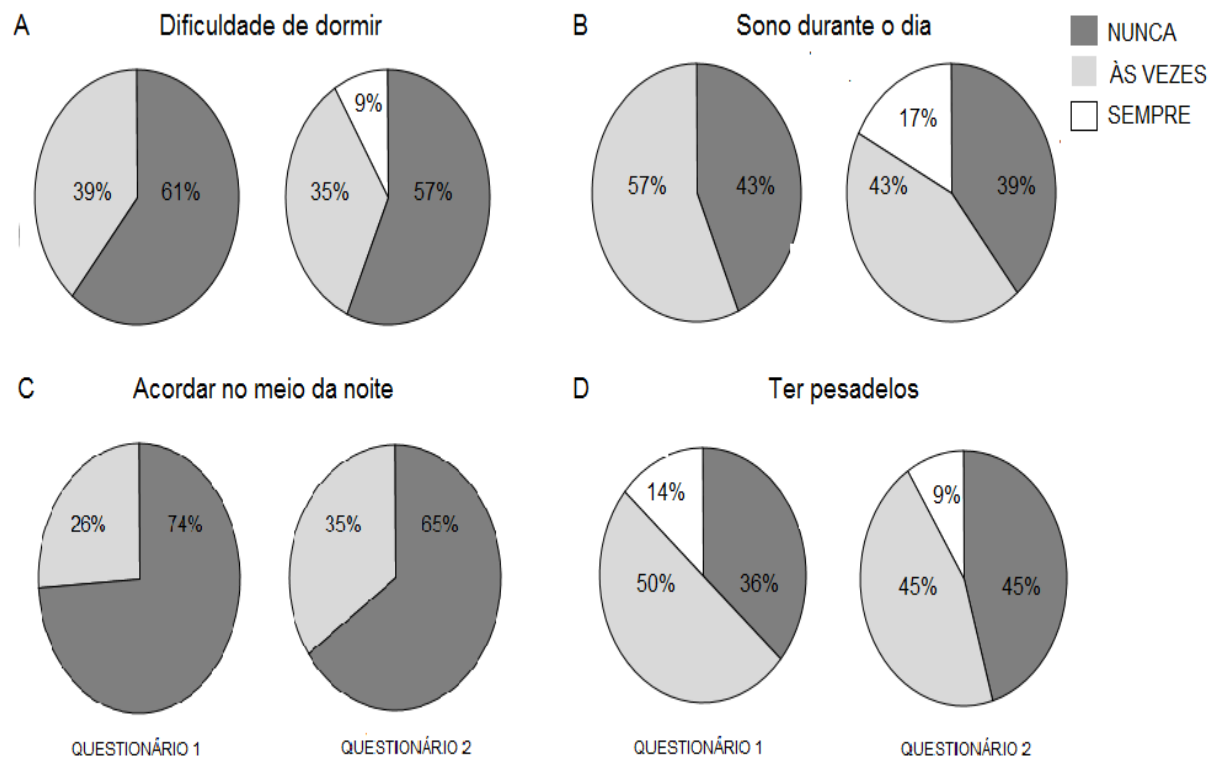 A Dificuldade de dormir
B Sono durante o dia
NUNCA
ÀS VEZES
SEMPRE
39% 61%
9%
35% 57%
57% 43%
17%
43% 39%
C Acordar no meio da noite
D Ter pesadelos
26% 74%
35% 65%
14%
50% 36%
9%
45% 45%
QUESTIONÁRIO 1
QUESTIONÁRIO 2
QUESTIONÁRIO 1
QUESTIONÁRIO 2